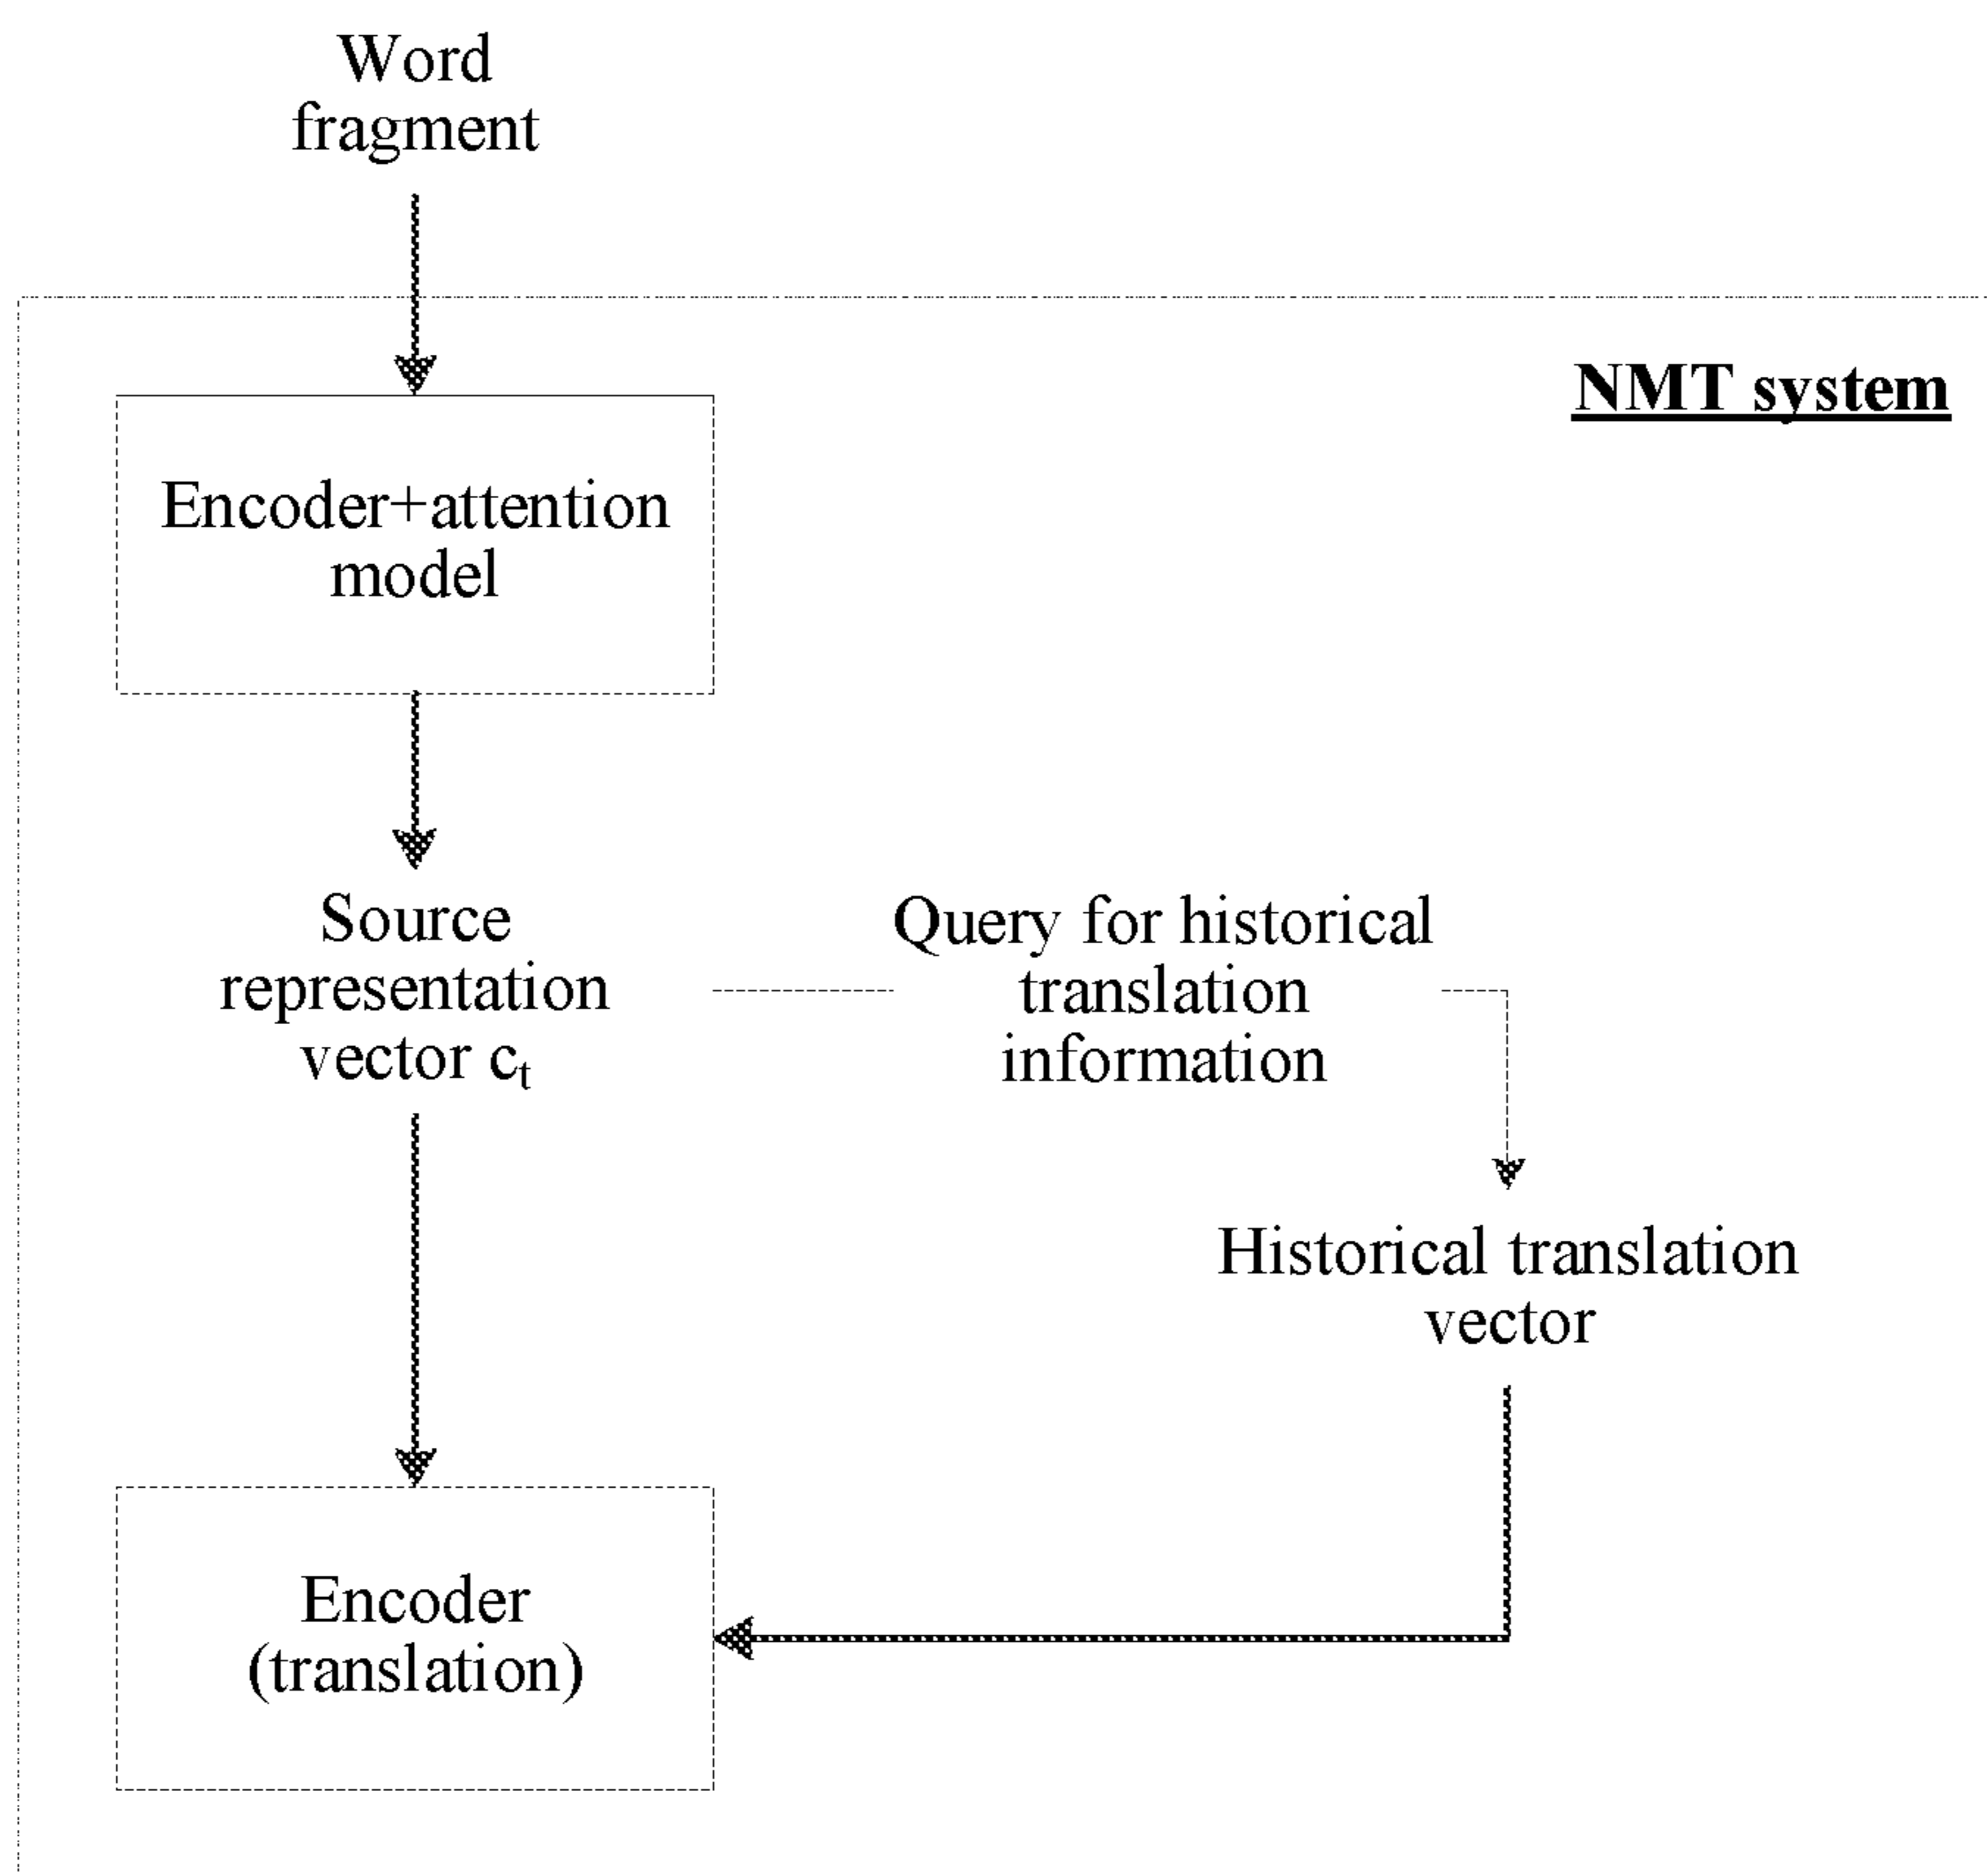 Word
fragment
NMT system
Encoder+attention
model
Source
representation
vector cₜ
Query for historical
translation
information
Historical translation
vector
Encoder
(translation)